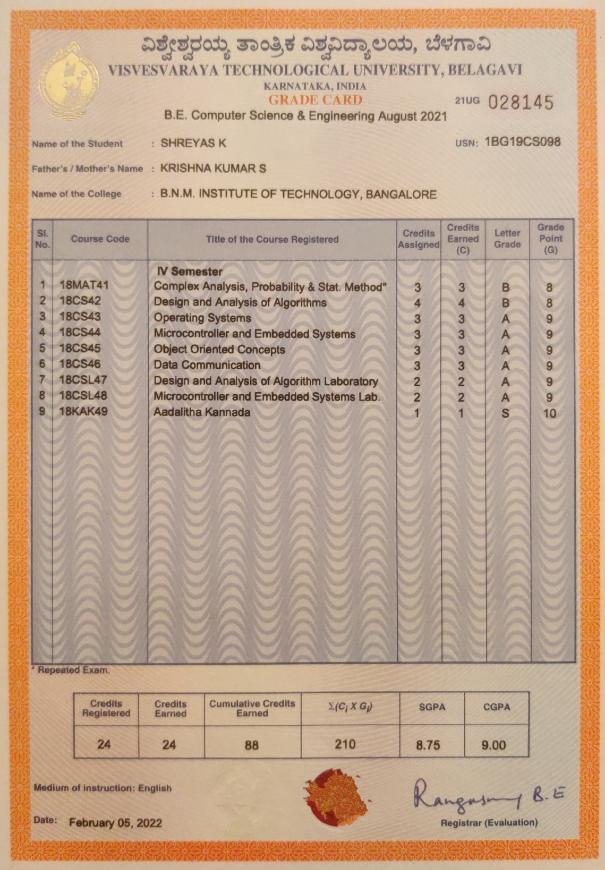 ವಿಶ್ವೇಶ್ವರಯ್ಯ ತಾಂತ್ರಿಕ ವಿಶ್ವವಿದ್ಯಾಲಯ, ಬೆಳಗಾವಿ
VISVESVARAYA TECHNOLOGICAL UNIVERSITY, BELAGAVI
KARNATAKA, INDIA
GRADE CARD 21UG 028145
B.E. Computer Science & Engineering August 2021
Name of the Student : SHREYAS K USN: 1BG19CS098
Father's / Mother's Name : KRISHNA KUMAR S
Name of the College : B.N.M. INSTITUTE OF TECHNOLOGY, BANGALORE
Sl. No. Course Code Title of the Course Registered Credits Assigned Credits Earned (C) Letter Grade Grade Point (G)
IV Semester
1 18MAT41 Complex Analysis, Probability & Stat. Method* 3 3 B 8
2 18CS42 Design and Analysis of Algorithms 4 4 B 8
3 18CS43 Operating Systems 3 3 A 9
4 18CS44 Microcontroller and Embedded Systems 3 3 A 9
5 18CS45 Object Oriented Concepts 3 3 A 9
6 18CS46 Data Communication 3 3 A 9
7 18CSL47 Design and Analysis of Algorithm Laboratory 2 2 A 9
8 18CSL48 Microcontroller and Embedded Systems Lab. 2 2 A 9
9 18KAK49 Aadalitha Kannada 1 1 S 10
* Repeated Exam.
Credits Registered Credits Earned Cumulative Credits Earned Σ(Ci X Gi) SGPA CGPA
24 24 88 210 8.75 9.00
Medium of instruction: English
Date: February 05, 2022
Registrar (Evaluation)